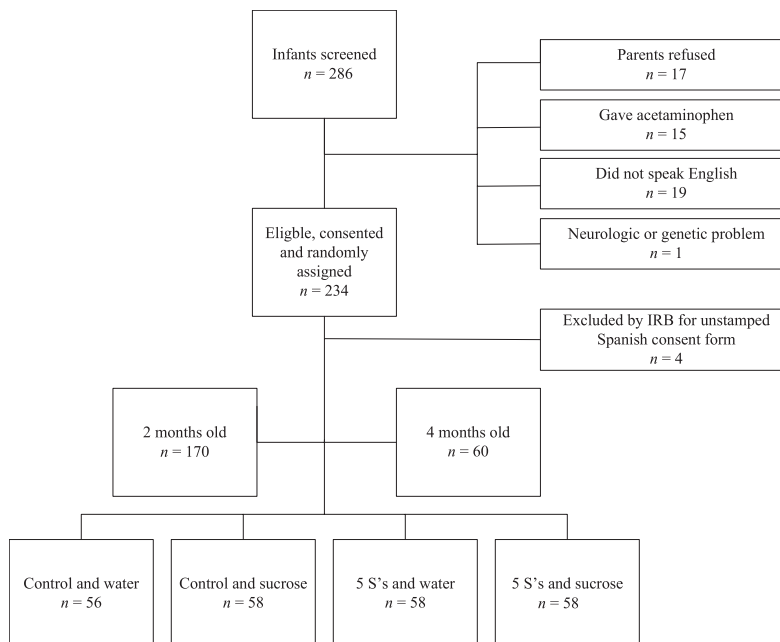 Infants screened
n = 286
Parents refused
n = 17
Gave acetaminophen
n = 15
Did not speak English
n = 19
Neurologic or genetic problem
n = 1
Eligble, consented
and randomly
assigned
n = 234
Excluded by IRB for unstamped
Spanish consent form
n = 4
2 months old
n = 170
4 months old
n = 60
Control and water
n = 56
Control and sucrose
n = 58
5 S's and water
n = 58
5 S's and sucrose
n = 58